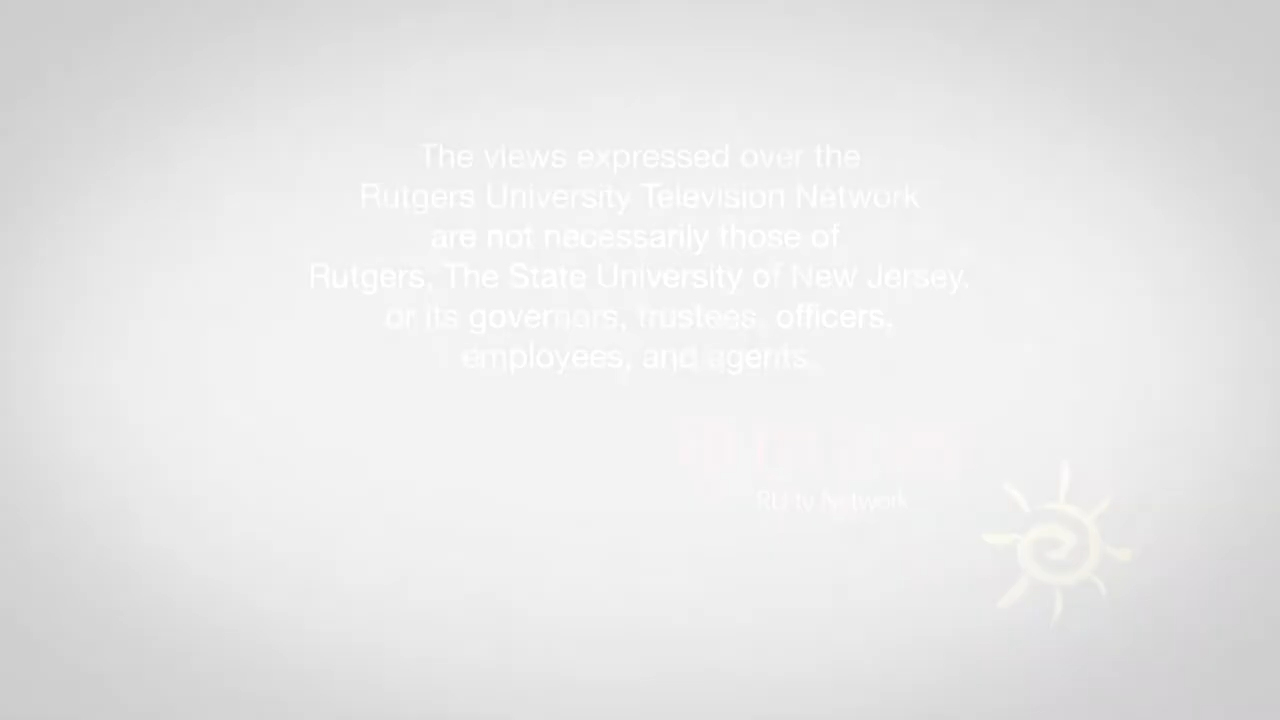 The views expressed over the
Rutgers University Television Network
are not necessarily those of
Rutgers, The State University of New Jersey,
or its governors, trustees, officers,
employees, and agents.
RU-tv Network